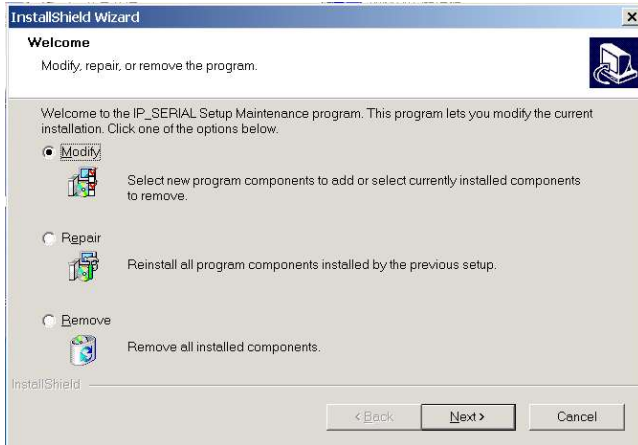 InstallShield Wizard
Welcome
Modify, repair, or remove the program.
Welcome to the IP_SERIAL Setup Maintenance program. This program lets you modify the current
installation. Click one of the options below.
Modify
Select new program components to add or select currently installed components
to remove.
Repair
Reinstall all program components installed by the previous setup.
Remove
Remove all installed components.
InstallShield
< Back Next > Cancel